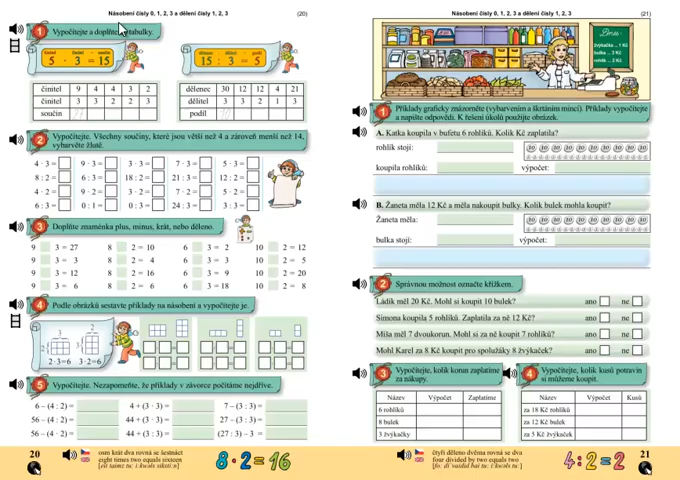 Násobení čísly 0, 1, 2, 3 a dělení čísly 1, 2, 3
(20)
1 Vypočítejte a doplňte tabulky.
5 · 3 = 15
činitel 9 4 4 3 2
činitel 3 3 2 2 3
součin
dělenec dělitel podíl
15 : 3 = 5
dělenec 30 12 12 4 21
dělitel 3 3 2 1 3
podíl
2 Vypočítejte. Všechny součiny, které jsou větší než 4 a zároveň menší než 14,
vybarvěte žlutě.
4 · 3 = 9 · 3 = 3 · 3 = 7 · 3 = 5 · 3 =
8 : 2 = 6 : 3 = 18 : 2 = 21 : 3 = 12 : 2 =
4 · 2 = 9 · 2 = 3 · 2 = 7 · 2 = 5 · 2 =
6 : 3 = 0 : 1 = 0 : 3 = 24 : 3 = 3 : 3 =
3 Doplňte znaménka plus, minus, krát, nebo děleno.
9 3 = 27 8 2 = 10 6 3 = 2 10 2 = 12
9 3 = 3 8 2 = 4 6 3 = 3 10 2 = 5
9 3 = 12 8 2 = 16 6 3 = 9 10 2 = 20
9 3 = 6 8 2 = 6 6 3 = 18 10 2 = 8
4 Podle obrázků sestavte příklady na násobení a vypočítejte je.
3 2
2 3
2 · 3 = 6 3 · 2 = 6
5 Vypočítejte. Nezapomeňte, že příklady v závorce počítáme nejdříve.
6 – (4 : 2) = 4 + (3 · 3) = 7 – (3 : 3) =
56 – (4 · 2) = 44 + (3 · 3) = 27 – (3 : 3) =
56 – (4 · 2) = 44 + (3 : 3) = (27 : 3) – 3 =
20
osm krát dva rovná se šestnáct
eight times two equals sixteen
8 · 2 = 16
Násobení čísly 0, 1, 2, 3 a dělení čísly 1, 2, 3
(21)
žvýkačka ... 1 Kč
bulka ... 2 Kč
rohlík ... 3 Kč
1 Příklady graficky znázorněte (vybarvením a škrtáním mincí). Příklady vypočítejte
a napište odpovědi. K řešení úkolu použijte obrázek.
A. Katka koupila v bufetu 6 rohlíků. Kolik Kč zaplatila?
rohlík stojí:
koupila rohlíků: výpočet:
B. Žaneta měla 12 Kč a měla nakoupit bulky. Kolik bulek mohla koupit?
Žaneta měla:
bulka stojí: výpočet:
2 Správnou možnost označte křížkem.
Ládík měl 20 Kč. Mohl si koupit 10 bulek? ano ne
Simona koupila 5 rohlíků. Zaplatila za ně 12 Kč? ano ne
Míša měl 7 dvoukorun. Mohl si za ně koupit 7 rohlíků? ano ne
Mohl Karel za 8 Kč koupit pro spolužáky 8 žvýkaček? ano ne
3 Vypočítejte, kolik korun zaplatíme
za nákupy.
Název Výpočet Zaplatíme
6 rohlíků
8 bulek
3 žvýkačky
4 Vypočítejte, kolik kusů potravin
si můžeme koupit.
Název Výpočet Kusů
za 18 Kč rohlíků
za 12 Kč bulek
za 5 Kč žvýkaček
čtyři děleno dvěma rovná se dva
four divided by two equals two
4 : 2 = 2
21